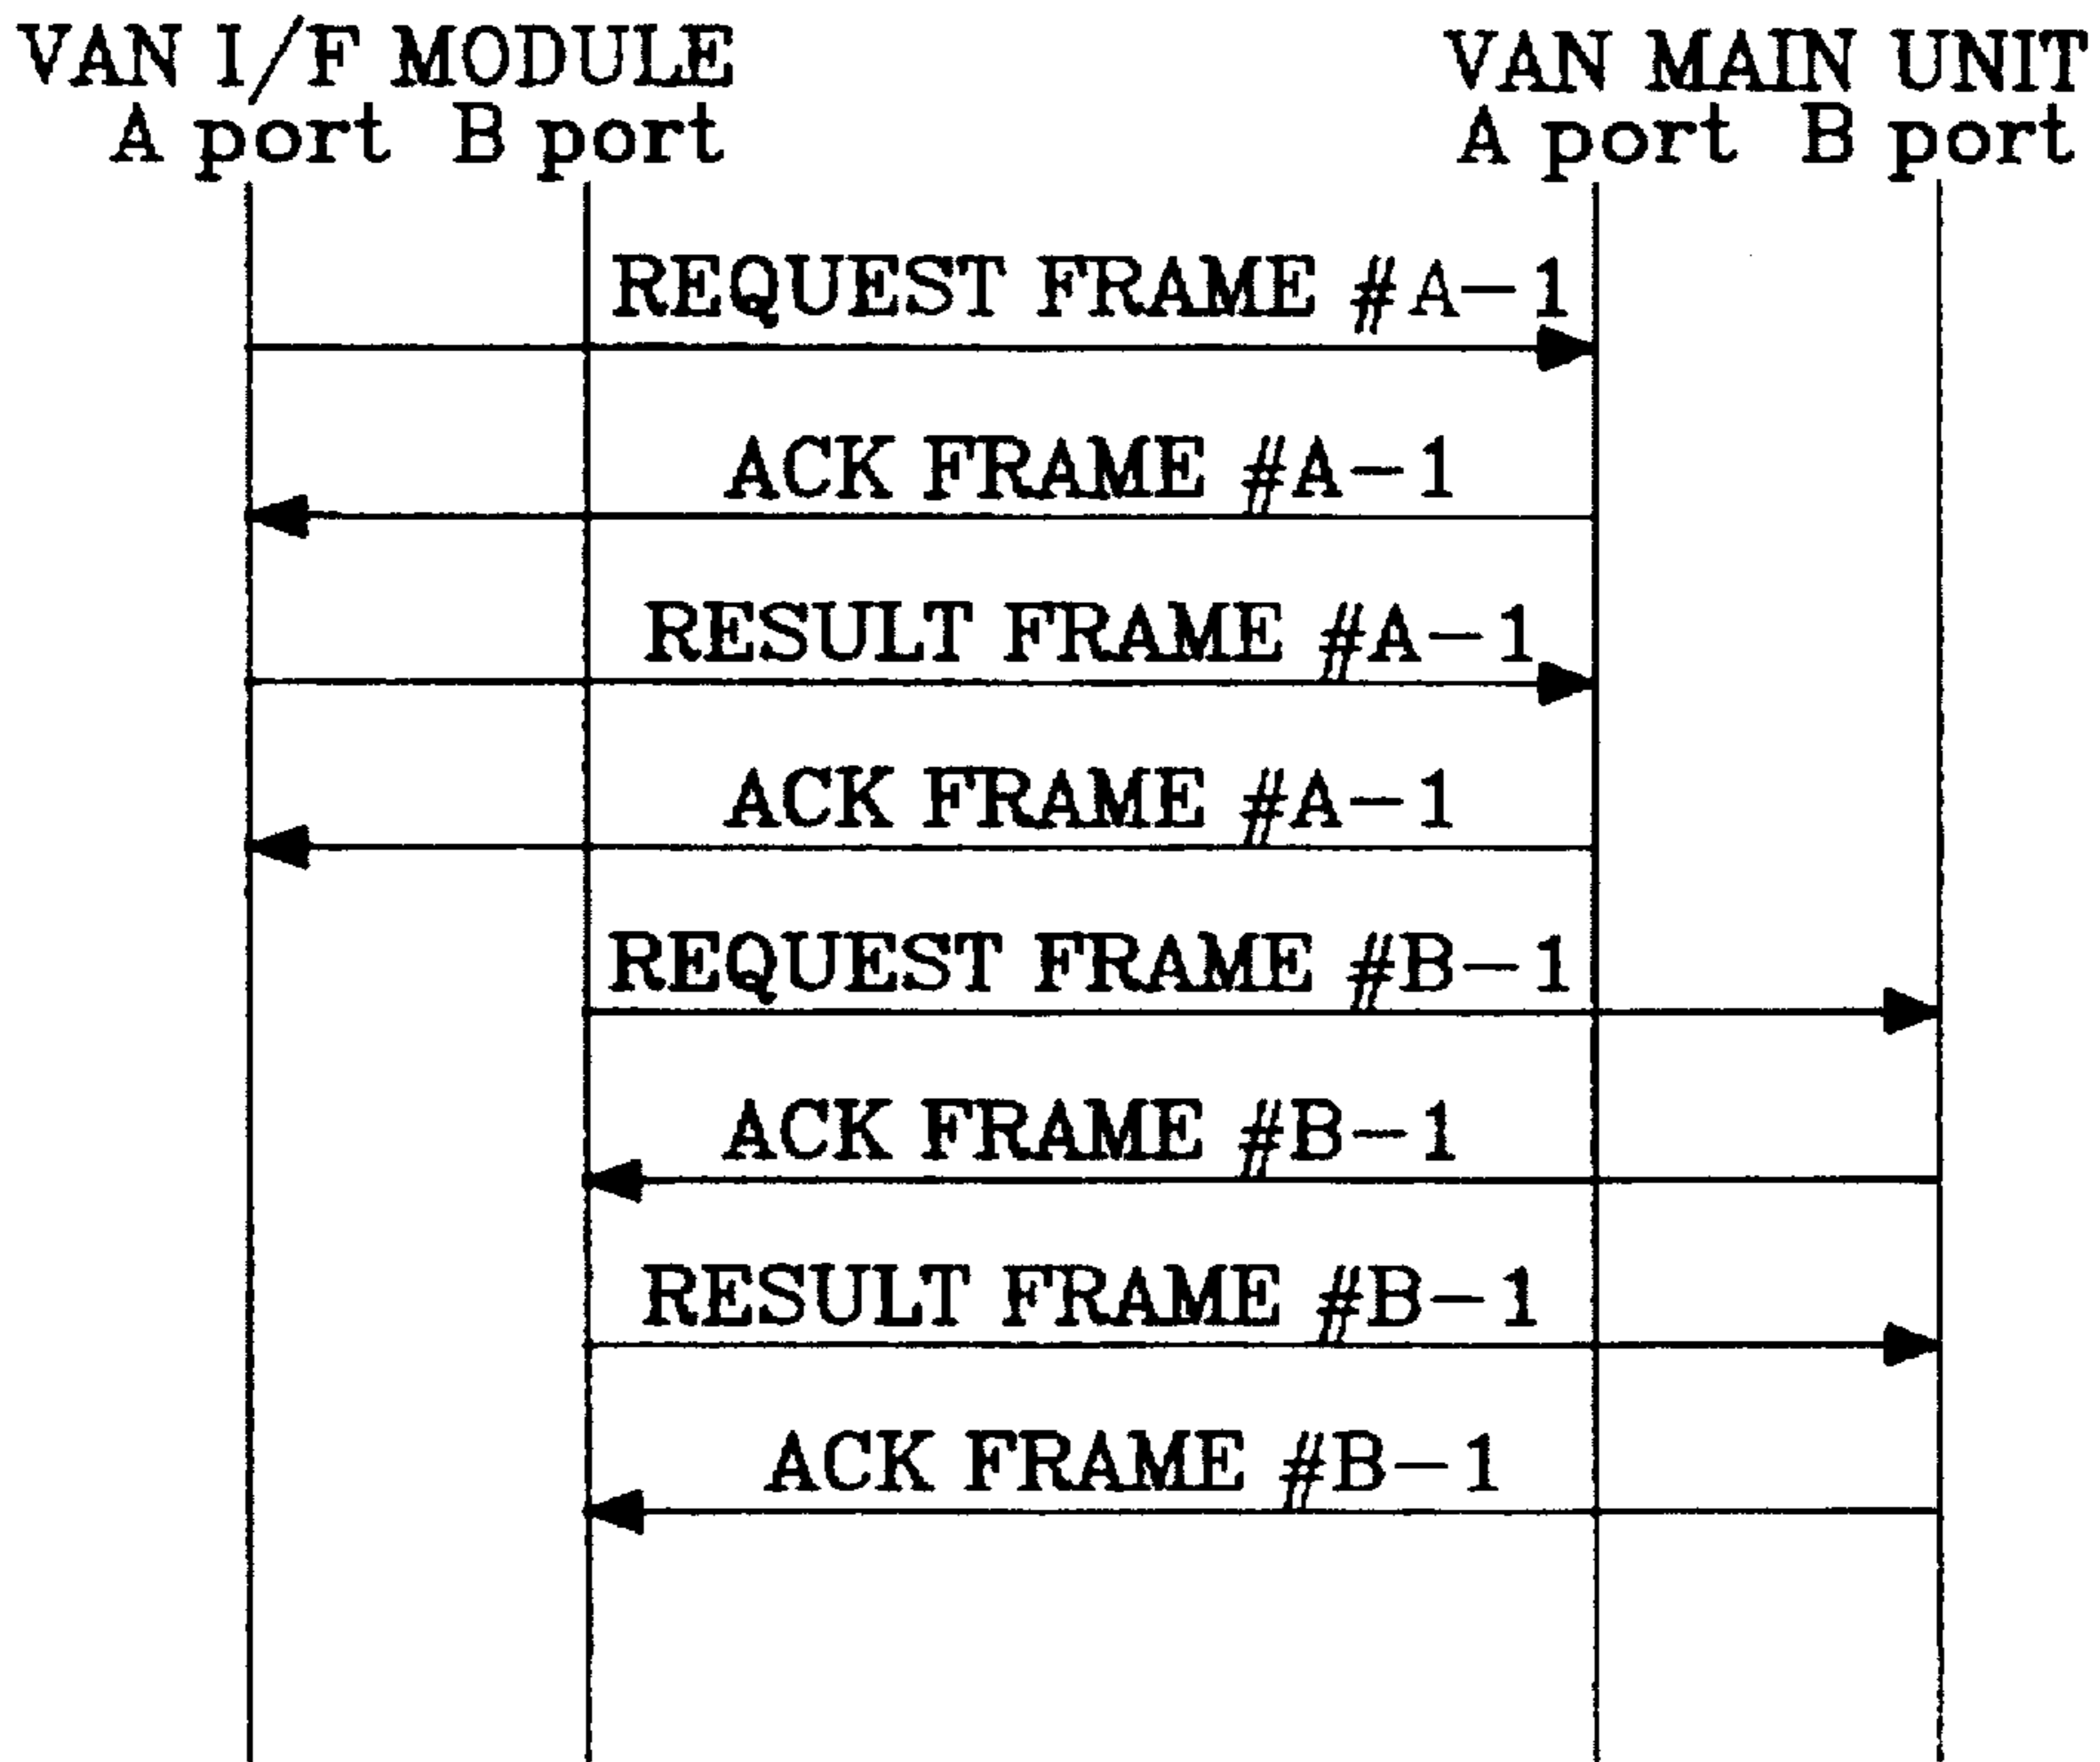 VAN I/F MODULE VAN MAIN UNIT
A port B port A port B port
REQUEST FRAME #A-1
ACK FRAME #A-1
RESULT FRAME #A-1
ACK FRAME #A-1
REQUEST FRAME #B-1
ACK FRAME #B-1
RESULT FRAME #B-1
ACK FRAME #B-1